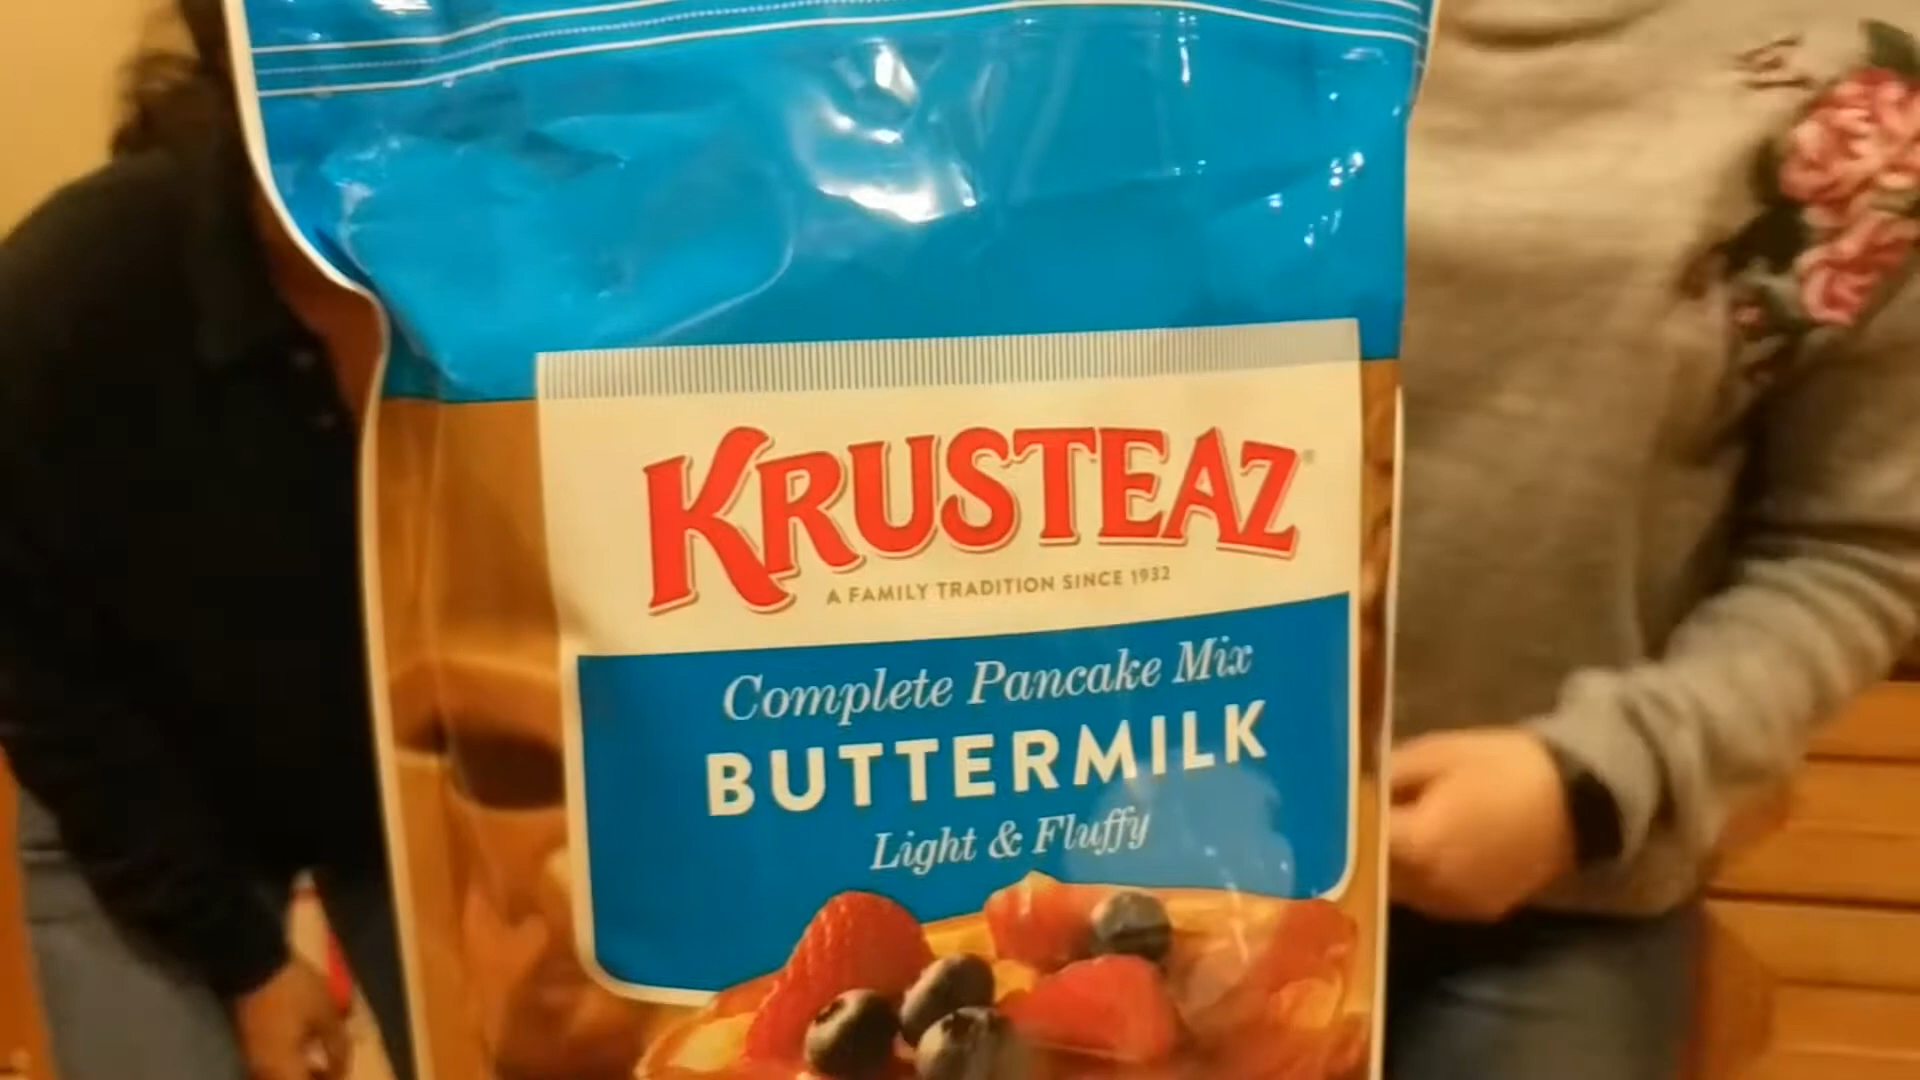 KRUSTEAZ
A FAMILY TRADITION SINCE 1932
Complete Pancake Mix
BUTTERMILK
Light & Fluffy